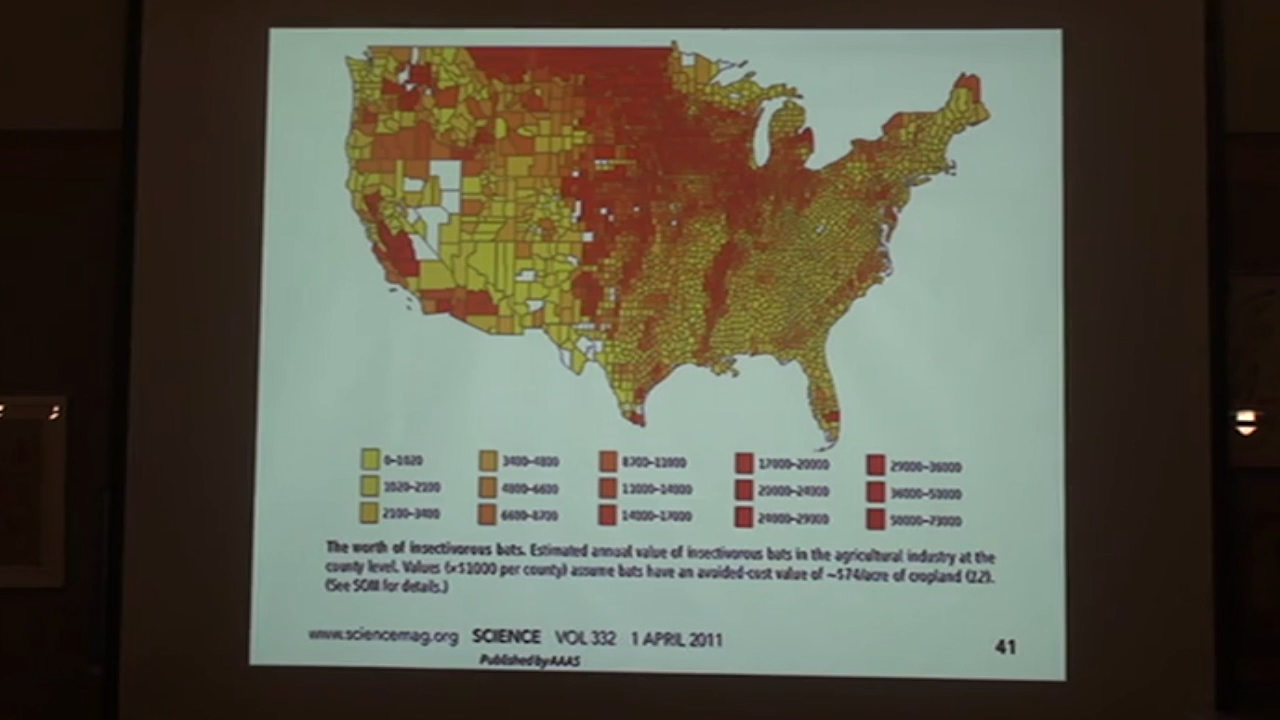 0–1020 3400–4800 8700–11000 17000–20000 29000–36000
1020–2100 4800–6600 11000–14000 20000–24000 36000–50000
2100–3400 6600–8700 14000–17000 24000–29000 50000–73000
The worth of insectivorous bats. Estimated annual value of insectivorous bats in the agricultural industry at the
county level. Values (×$1000 per county) assume bats have an avoided-cost value of ~$74/acre of cropland (12).
(See SOM for details.)
www.sciencemag.org SCIENCE VOL 332 1 APRIL 2011 41
Published by AAAS